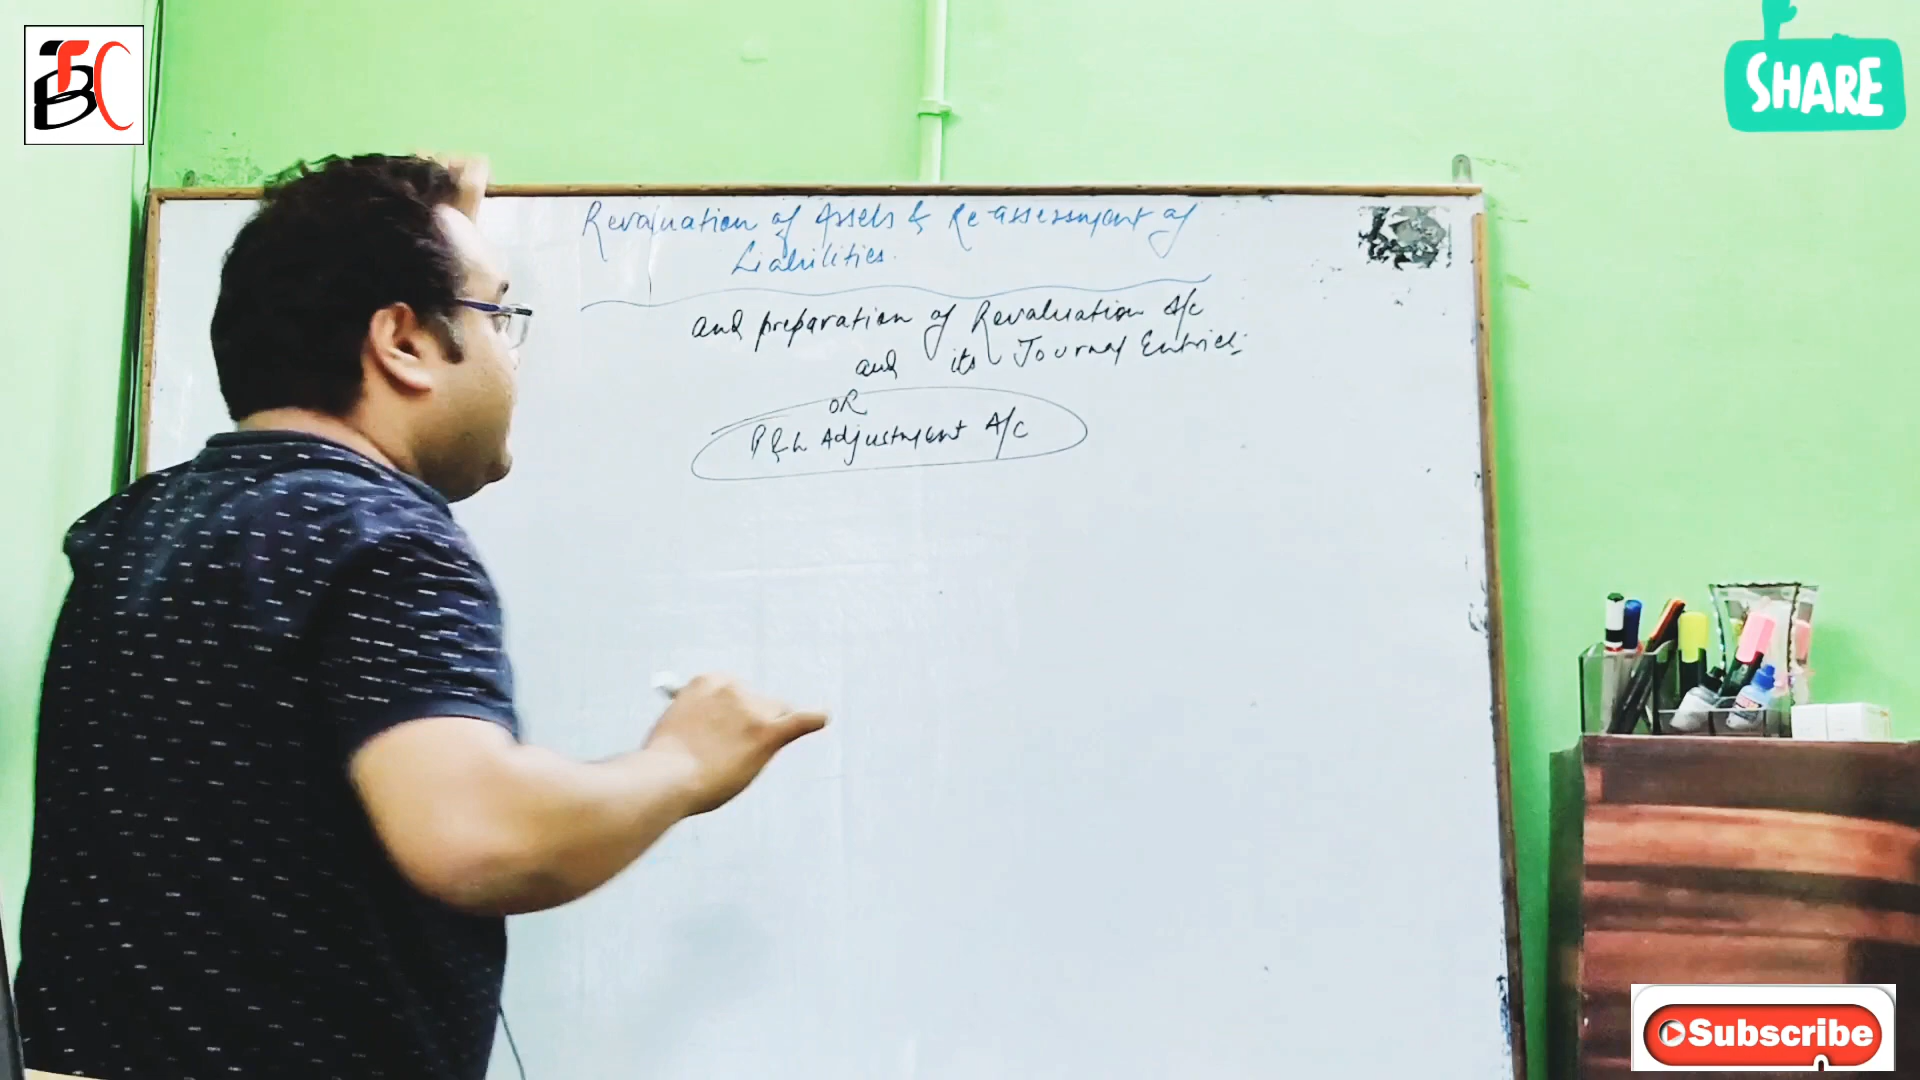 TBC
SHARE
Revaluation of Assets & Re-assessment of
Liabilities.
and preparation of Revaluation A/c
and its Journal Entries:
OR
P&L Adjustment A/c
Subscribe